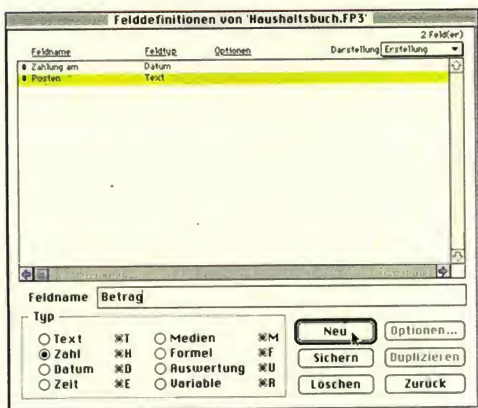 Felddefinitionen von 'Haushaltsbuch.FP3'
2 Feld(er)
Feldname Feldtyp Optionen Darstellung Erstellung
Zahlung am Datum
Posten Text
Feldname Betrag
Typ
Text ⌘T Medien ⌘M
Zahl ⌘H Formel ⌘F
Datum ⌘D Auswertung ⌘U
Zeit ⌘E Variable ⌘R
Neu Optionen...
Sichern Duplizieren
Löschen Zurück